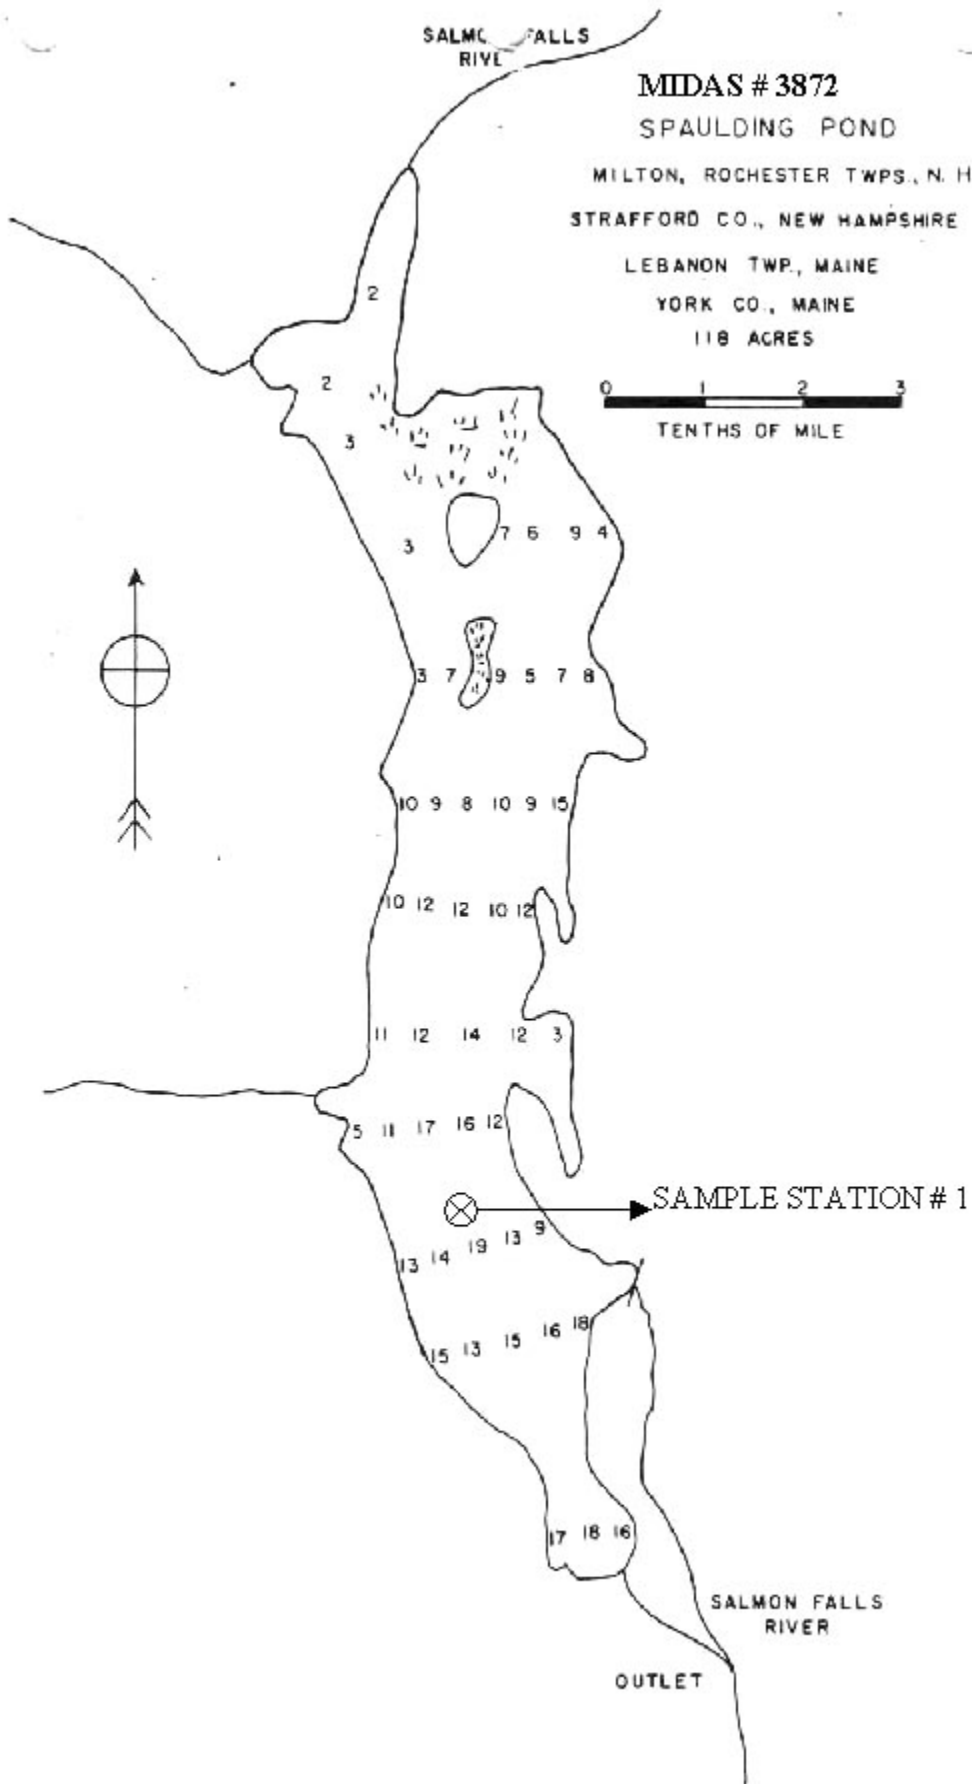 SALMON FALLS
RIVE
MIDAS # 3872
SPAULDING POND
MILTON, ROCHESTER TWPS., N. H
STRAFFORD CO., NEW HAMPSHIRE
LEBANON TWP., MAINE
YORK CO., MAINE
118 ACRES
0 1 2 3
TENTHS OF MILE
2
2
3
3 7 6 9 4
3 7 9 5 7 8
10 9 8 10 9 15
10 12 12 10 12
11 12 14 12 3
5 11 17 16 12
SAMPLE STATION # 1
13 14 19 13 9
15 13 15 16 18
17 18 16
SALMON FALLS
RIVER
OUTLET